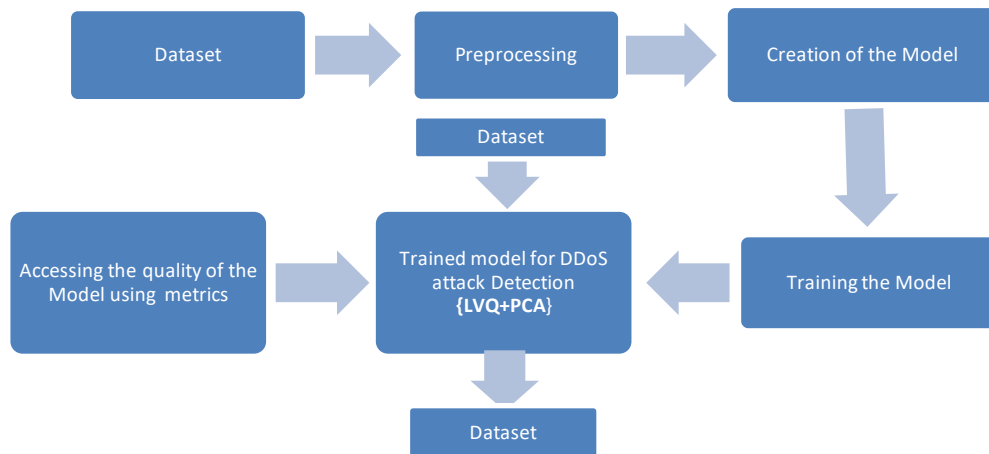 Dataset
Preprocessing
Creation of the Model
Dataset
Accessing the quality of the
Model using metrics
Trained model for DDoS
attack Detection
{LVQ+PCA}
Training the Model
Dataset